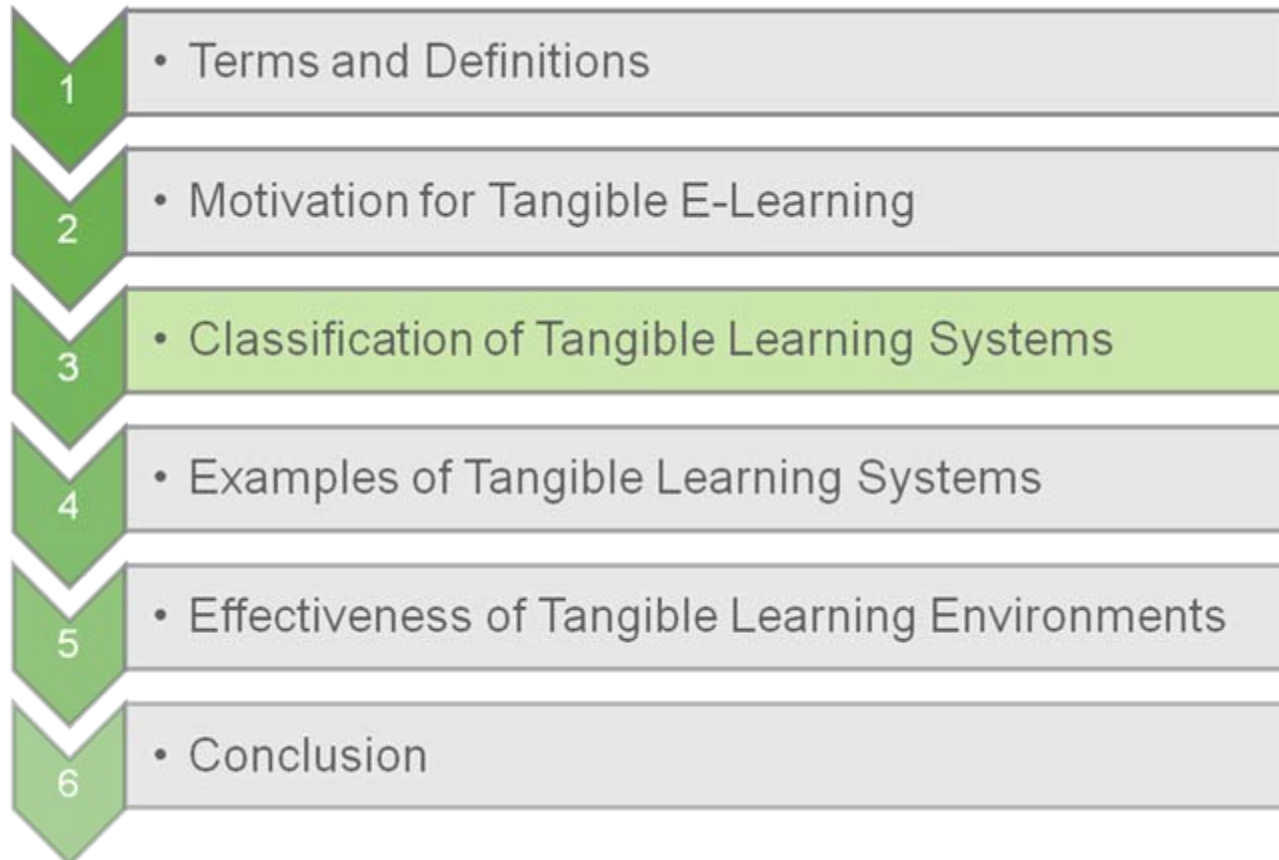 1
• Terms and Definitions
2
• Motivation for Tangible E-Learning
3
• Classification of Tangible Learning Systems
4
• Examples of Tangible Learning Systems
5
• Effectiveness of Tangible Learning Environments
6
• Conclusion